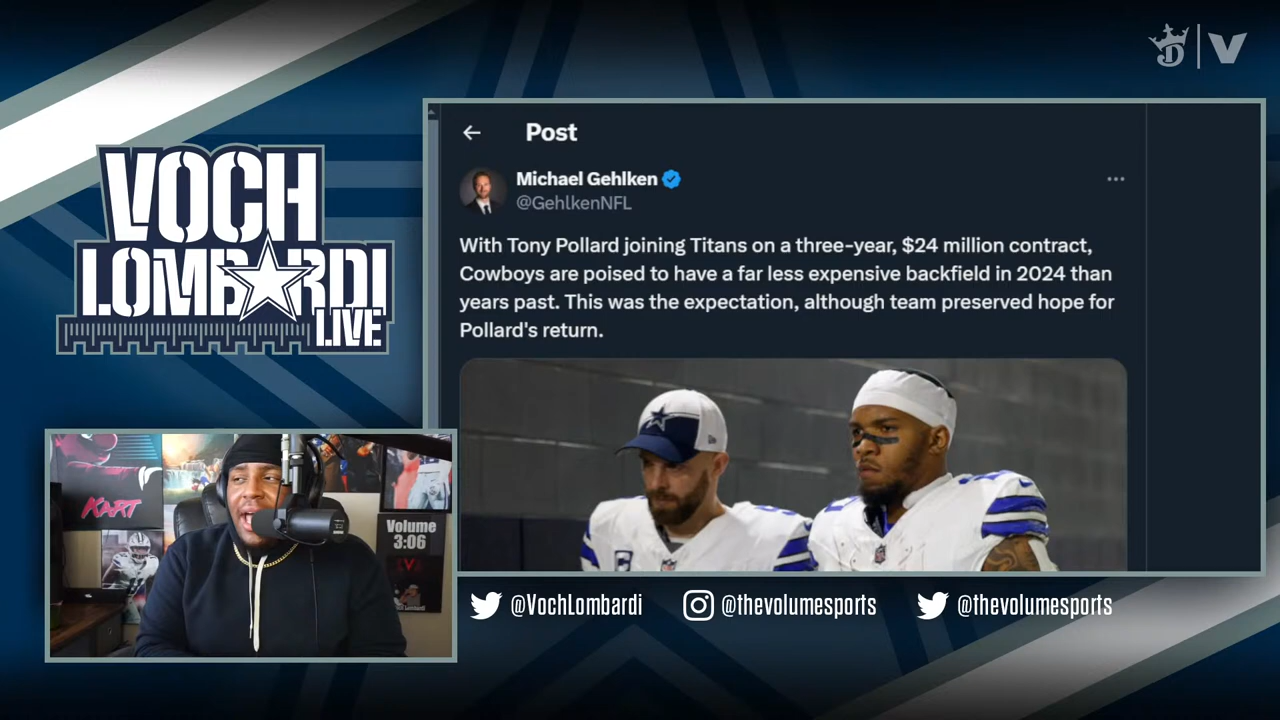 VOCH
LOMBARDI
LIVE
Post
Michael Gehlken
@GehlkenNFL
With Tony Pollard joining Titans on a three-year, $24 million contract,
Cowboys are poised to have a far less expensive backfield in 2024 than
years past. This was the expectation, although team preserved hope for
Pollard's return.
KART
Volume
3:06
@VochLombardi
@thevolumesports
@thevolumesports